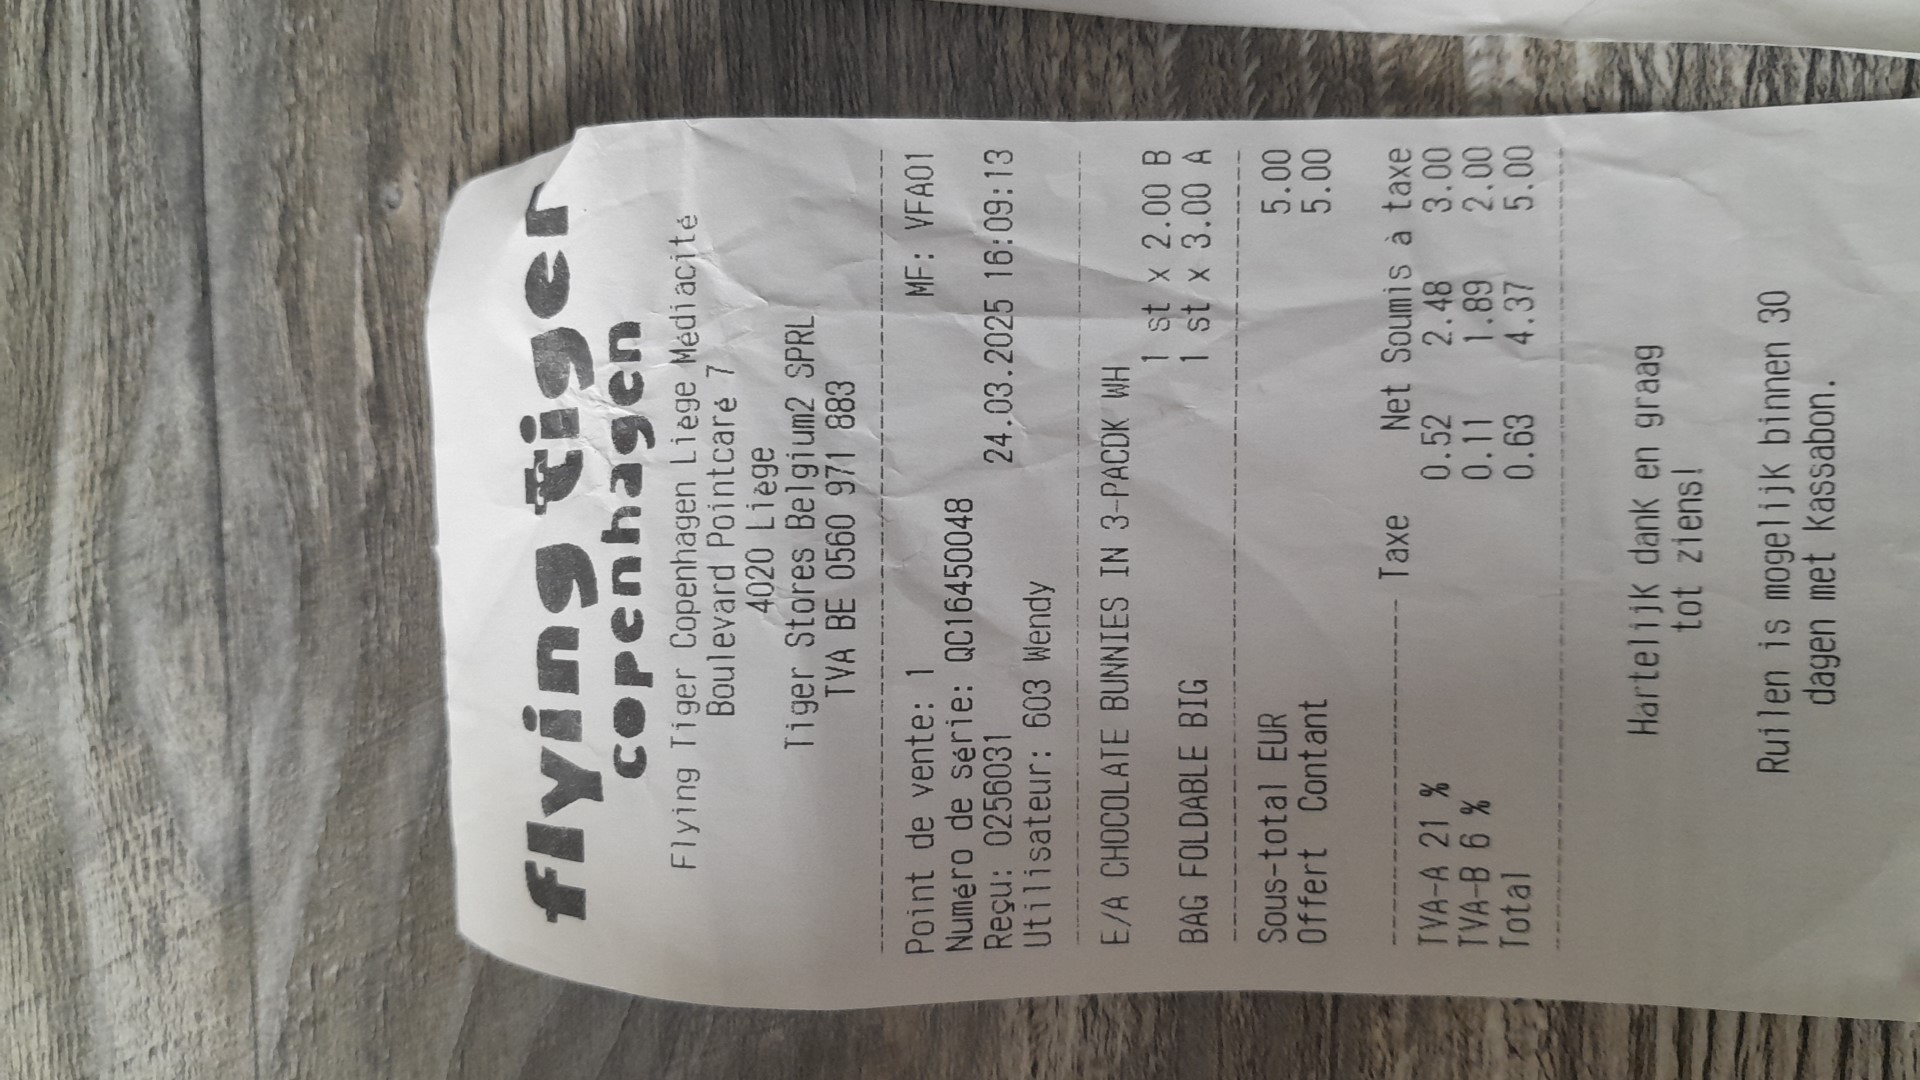 flying tiger
copenhagen
Flying Tiger Copenhagen Liège Médiacité
Boulevard Pointcaré 7
4020 Liège
Tiger Stores Belgium2 SPRL
TVA BE 0560 971 883
Point de vente: 1 MF: VFA01
Numéro de série: QC16450048
Reçu: 0256031 24.03.2025 16:09:13
Utilisateur: 603 Wendy
E/A CHOCOLATE BUNNIES IN 3-PACDK WH
1 st x 2.00 B
BAG FOLDABLE BIG 1 st x 3.00 A
Sous-total EUR 5.00
Offert Contant 5.00
Taxe Net Soumis à taxe
TVA-A 21 % 0.52 2.48 3.00
TVA-B 6 % 0.11 1.89 2.00
Total 0.63 4.37 5.00
Hartelijk dank en graag
tot ziens!
Ruilen is mogelijk binnen 30
dagen met kassabon.